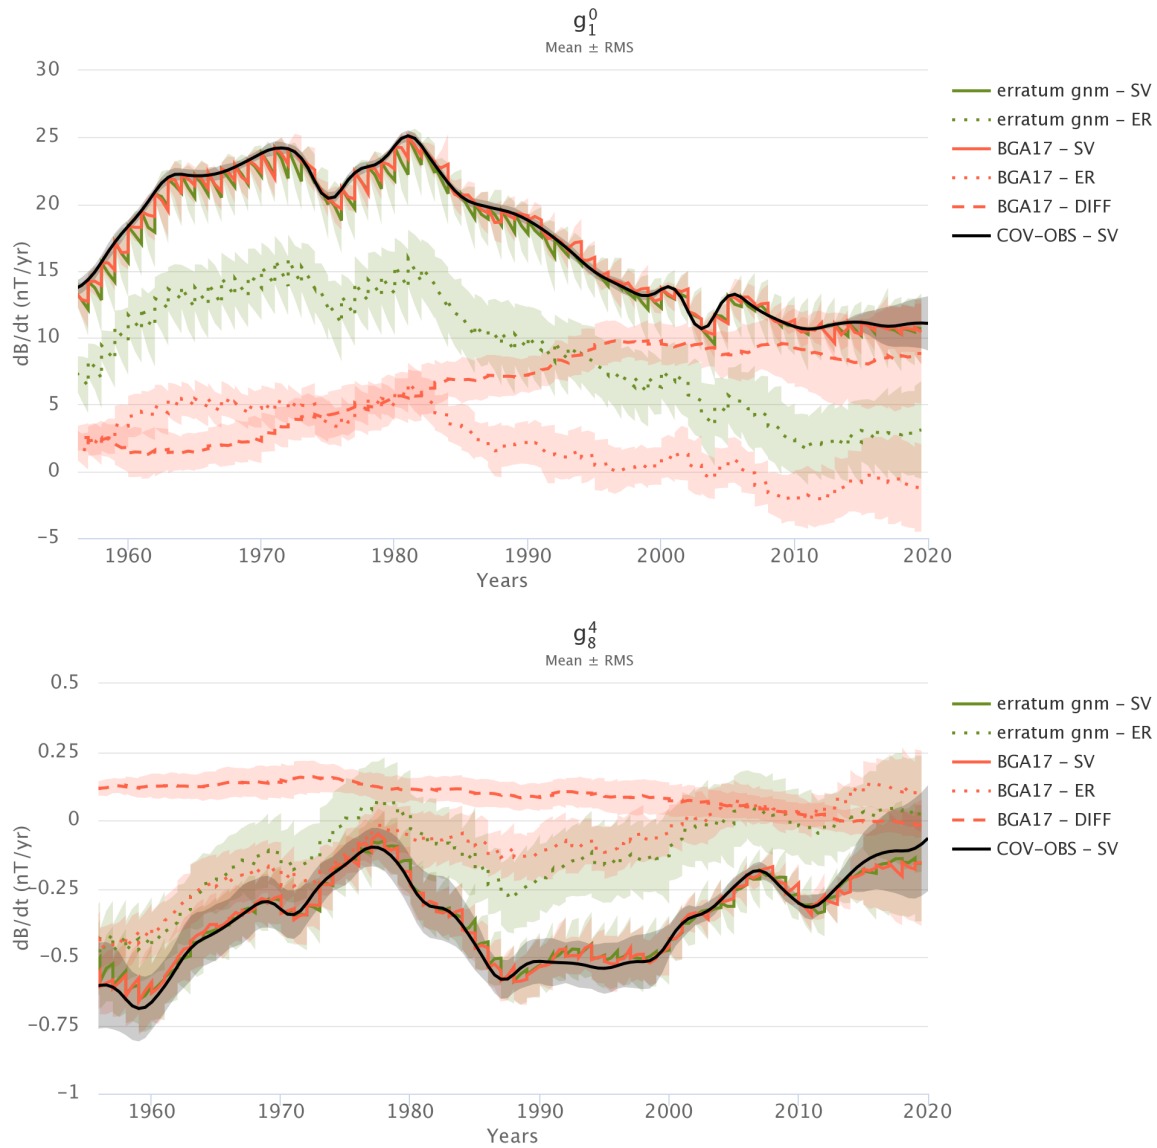 g₁⁰
Mean ± RMS
30
25
20
15
10
5
0
−5
dB/dt (nT/yr)
1960 1970 1980 1990 2000 2010 2020
Years
erratum gnm − SV
erratum gnm − ER
BGA17 − SV
BGA17 − ER
BGA17 − DIFF
COV−OBS − SV
g₈⁴
Mean ± RMS
0.5
0.25
0
−0.25
−0.5
−0.75
−1
dB/dt (nT/yr)
1960 1970 1980 1990 2000 2010 2020
Years
erratum gnm − SV
erratum gnm − ER
BGA17 − SV
BGA17 − ER
BGA17 − DIFF
COV−OBS − SV